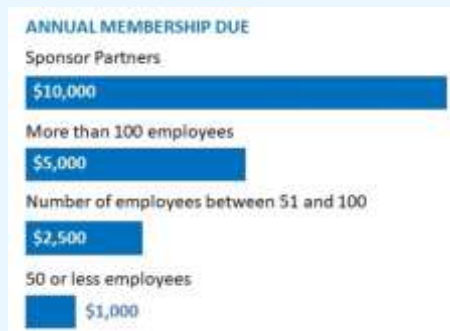 ANNUAL MEMBERSHIP DUE
Sponsor Partners
$10,000
More than 100 employees
$5,000
Number of employees between 51 and 100
$2,500
50 or less employees
$1,000